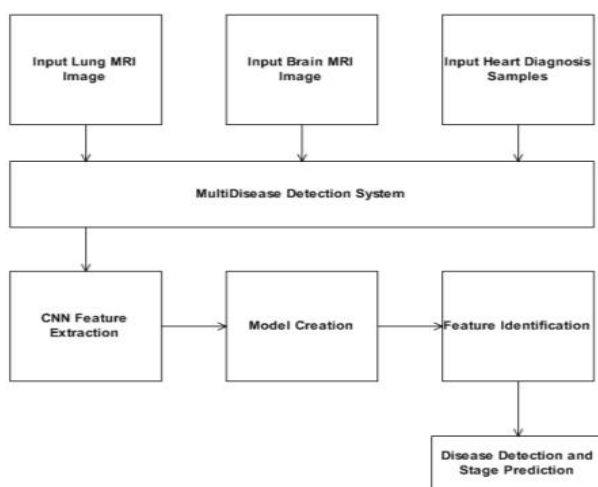 Input Lung MRI
Image
Input Brain MRI
Image
Input Heart Diagnosis
Samples
MultiDisease Detection System
CNN Feature
Extraction
Model Creation
Feature Identification
Disease Detection and
Stage Prediction